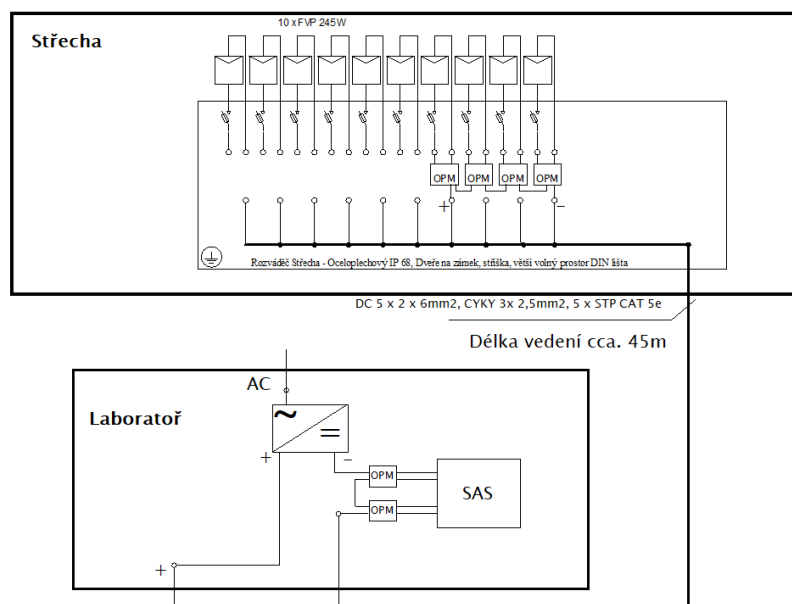 10 x FVP 245W
Střecha
OPM OPM OPM OPM
+ −
Rozváděč Střecha - Oceloplechový IP 68, Dveře na zámek, stříška, větší volný prostor DIN lišta
DC 5 x 2 x 6mm2, CYKY 3x 2,5mm2, 5 x STP CAT 5e
Délka vedení cca. 45m
AC
Laboratoř
~
=
+ −
OPM
SAS
OPM
+